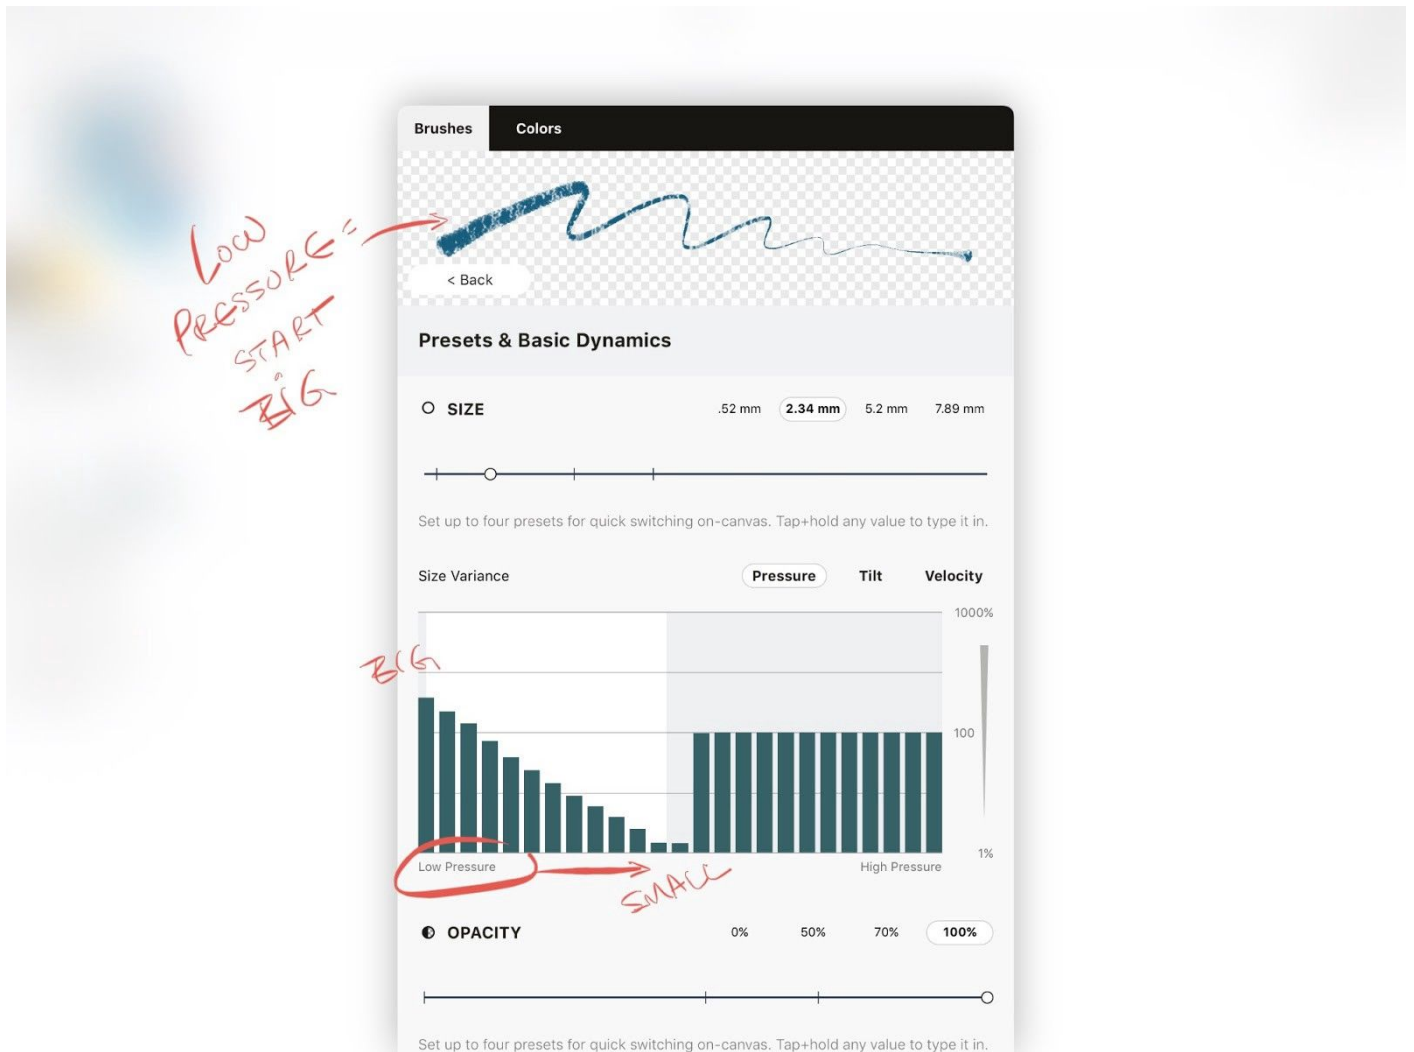 Brushes Colors
LOW
PRESSORE =
START
BIG
< Back
Presets & Basic Dynamics
SIZE .52 mm 2.34 mm 5.2 mm 7.89 mm
Set up to four presets for quick switching on-canvas. Tap+hold any value to type it in.
Size Variance Pressure Tilt Velocity
1000%
BIG
100
1%
Low Pressure High Pressure
SMALL
OPACITY 0% 50% 70% 100%
Set up to four presets for quick switching on-canvas. Tap+hold any value to type it in.